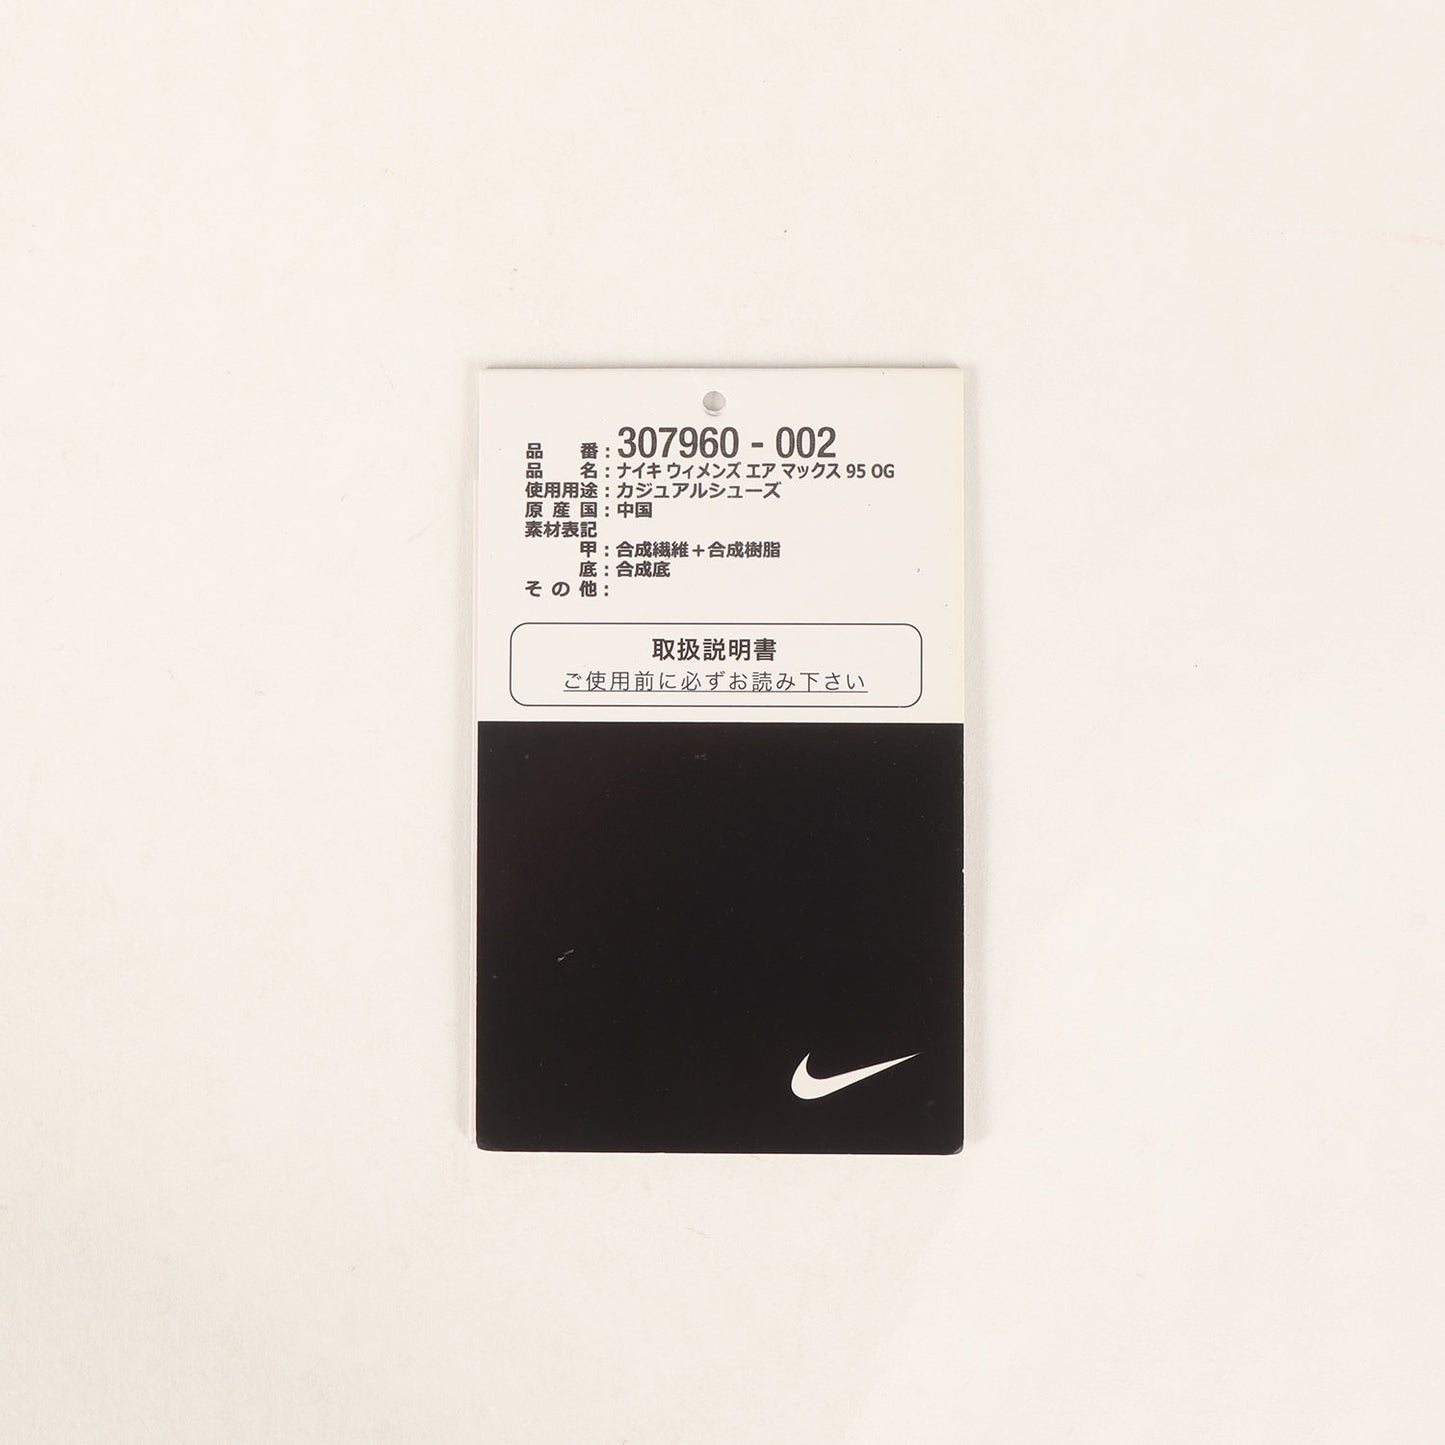 品番：307960 - 002
品名：ナイキ ウィメンズ エア マックス 95 OG
使用用途：カジュアルシューズ
原産国：中国
素材表記
甲：合成繊維＋合成樹脂
底：合成底
その他：
取扱説明書
ご使用前に必ずお読み下さい